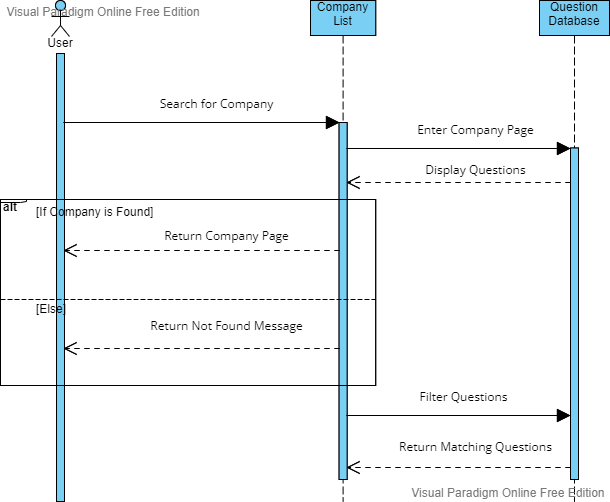 Visual Paradigm Online Free Edition
User
Company
List
Question
Database
Search for Company
Enter Company Page
Display Questions
alt
[If Company is Found]
Return Company Page
[Else]
Return Not Found Message
Filter Questions
Return Matching Questions
Visual Paradigm Online Free Edition